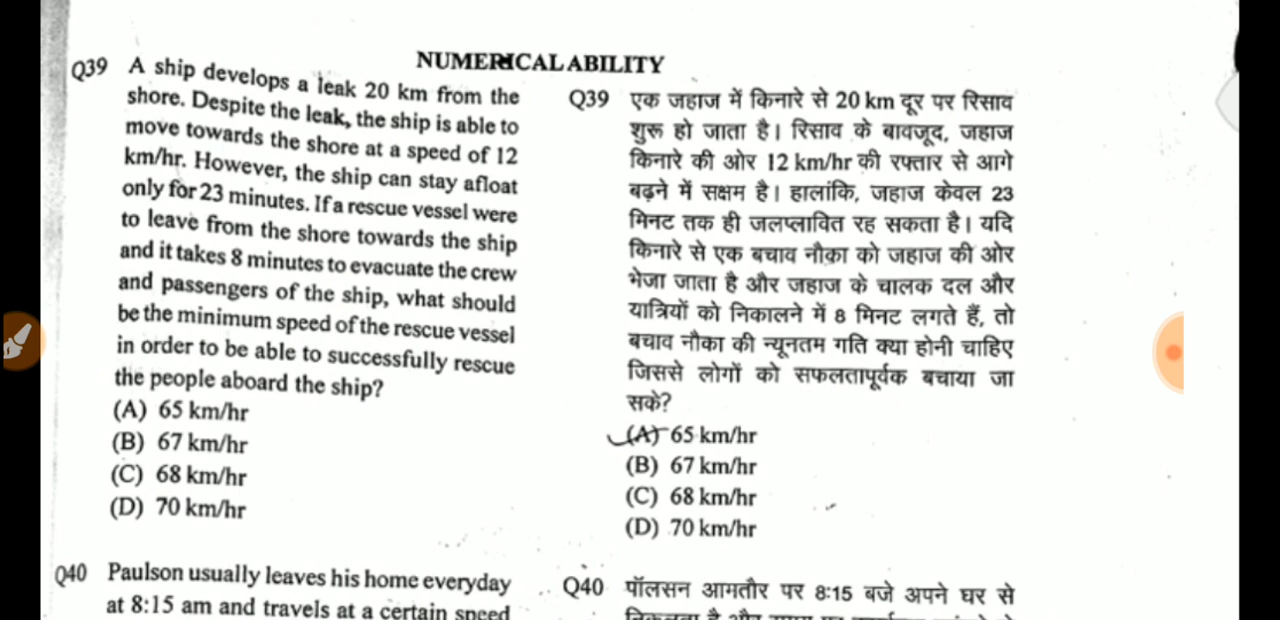 NUMERICAL ABILITY
Q39 A ship develops a leak 20 km from the
shore. Despite the leak, the ship is able to
move towards the shore at a speed of 12
km/hr. However, the ship can stay afloat
only for 23 minutes. If a rescue vessel were
to leave from the shore towards the ship
and it takes 8 minutes to evacuate the crew
and passengers of the ship, what should
be the minimum speed of the rescue vessel
in order to be able to successfully rescue
the people aboard the ship?
(A) 65 km/hr
(B) 67 km/hr
(C) 68 km/hr
(D) 70 km/hr
Q40 Paulson usually leaves his home everyday
at 8:15 am and travels at a certain speed
Q39 एक जहाज में किनारे से 20 km दूर पर रिसाव
शुरू हो जाता है। रिसाव के बावजूद, जहाज
किनारे की ओर 12 km/hr की रफ्तार से आगे
बढ़ने में सक्षम है। हालांकि, जहाज केवल 23
मिनट तक ही जलप्लावित रह सकता है। यदि
किनारे से एक बचाव नौका को जहाज की ओर
भेजा जाता है और जहाज के चालक दल और
यात्रियों को निकालने में 8 मिनट लगते हैं, तो
बचाव नौका की न्यूनतम गति क्या होनी चाहिए
जिससे लोगों को सफलतापूर्वक बचाया जा
सके?
(A) 65 km/hr
(B) 67 km/hr
(C) 68 km/hr
(D) 70 km/hr
Q40 पॉलसन आमतौर पर 8:15 बजे अपने घर से